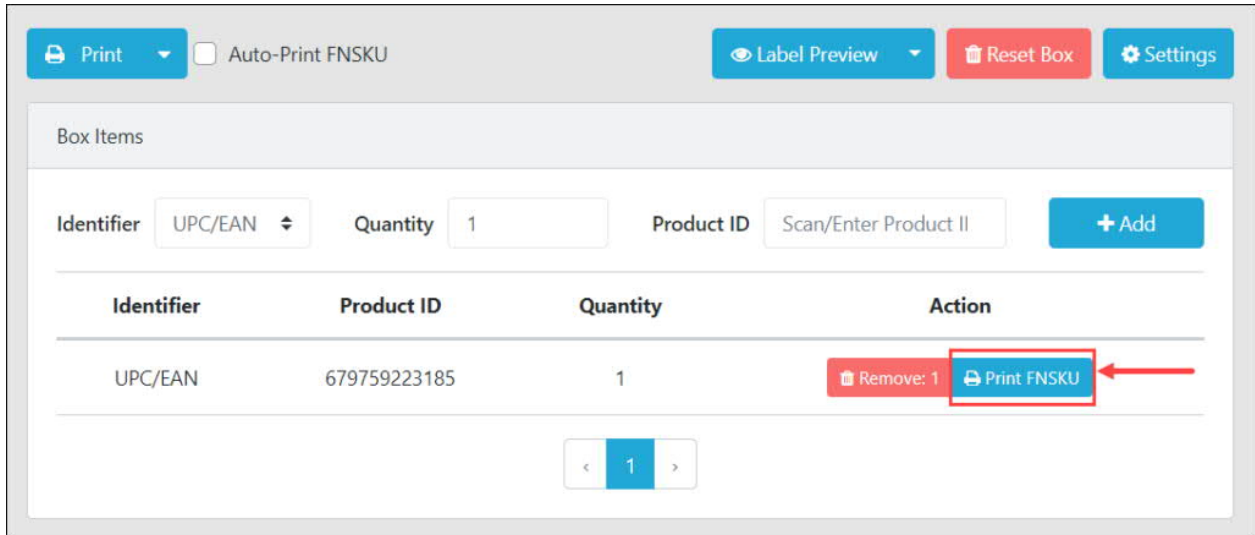 Print Auto-Print FNSKU Label Preview Reset Box Settings
Box Items
Identifier UPC/EAN Quantity 1 Product ID Scan/Enter Product II + Add
Identifier Product ID Quantity Action
UPC/EAN 679759223185 1 Remove: 1 Print FNSKU
‹ 1 ›